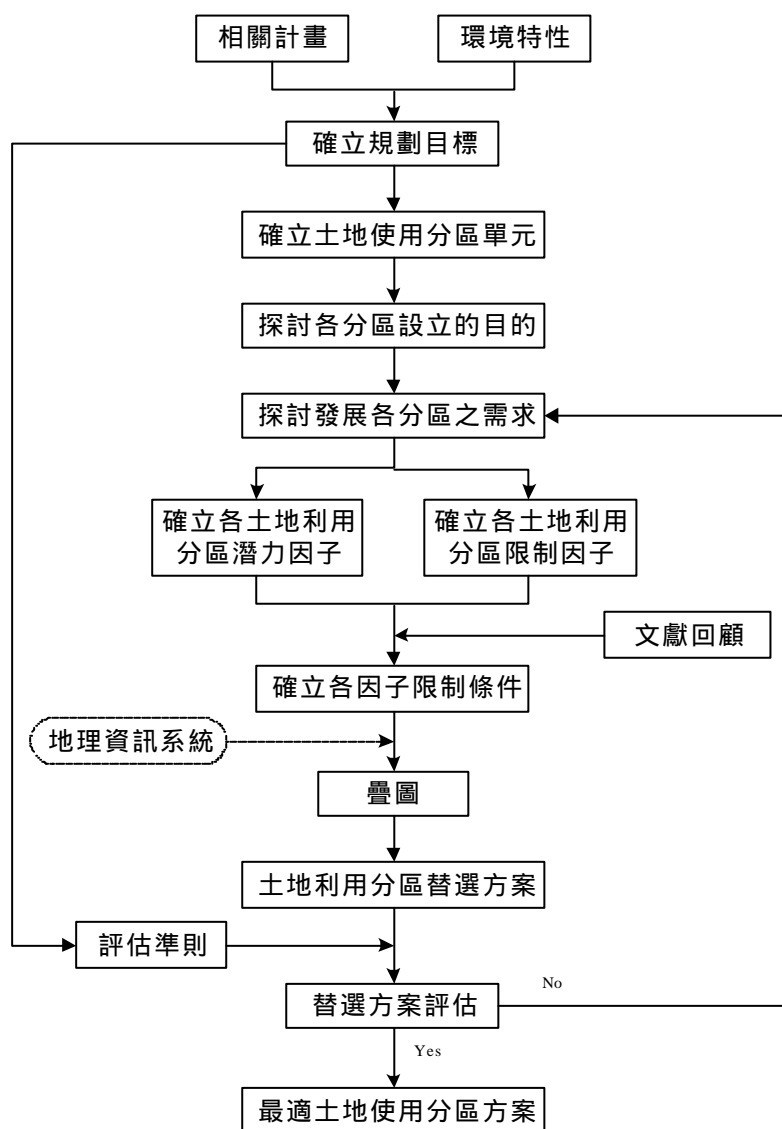 相關計畫
環境特性
確立規劃目標
確立土地使用分區單元
探討各分區設立的目的
探討發展各分區之需求
確立各土地利用
分區潛力因子
確立各土地利用
分區限制因子
文獻回顧
確立各因子限制條件
地理資訊系統
疊圖
土地利用分區替選方案
評估準則
替選方案評估
No
Yes
最適土地使用分區方案